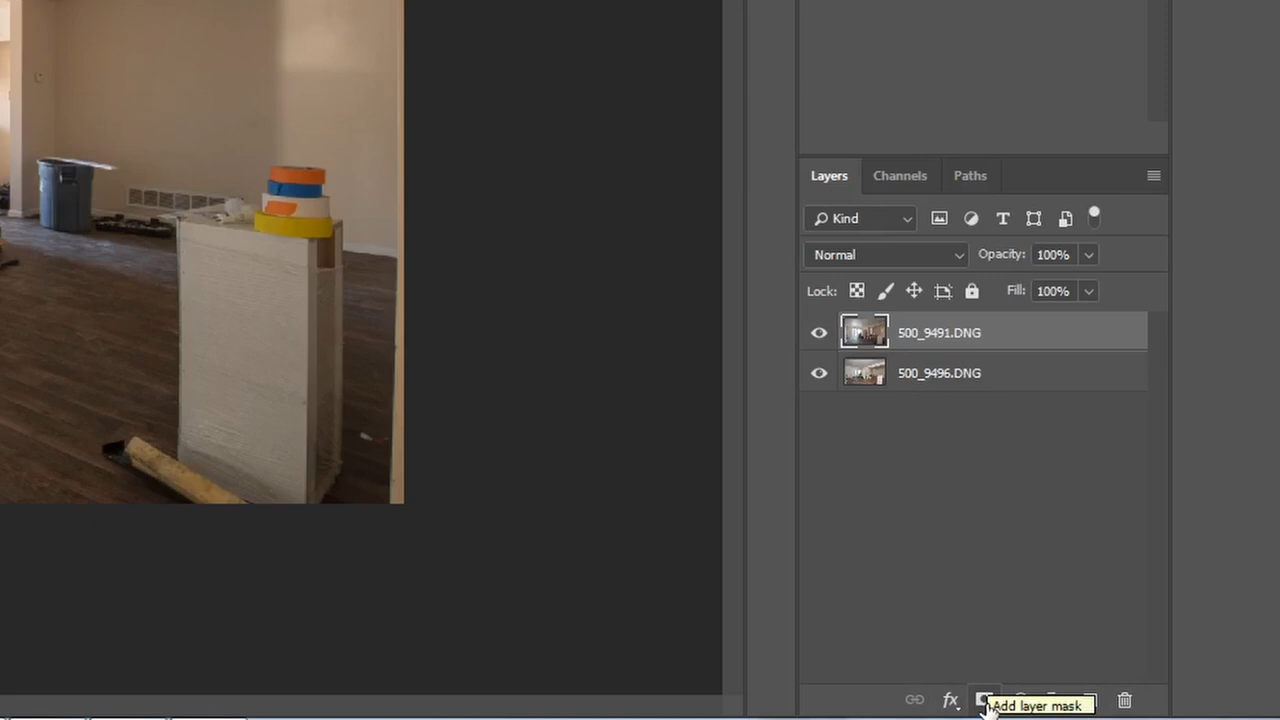 Layers Channels Paths
Kind T
Normal Opacity: 100%
Lock: Fill: 100%
500_9491.DNG
500_9496.DNG
fx Add layer mask